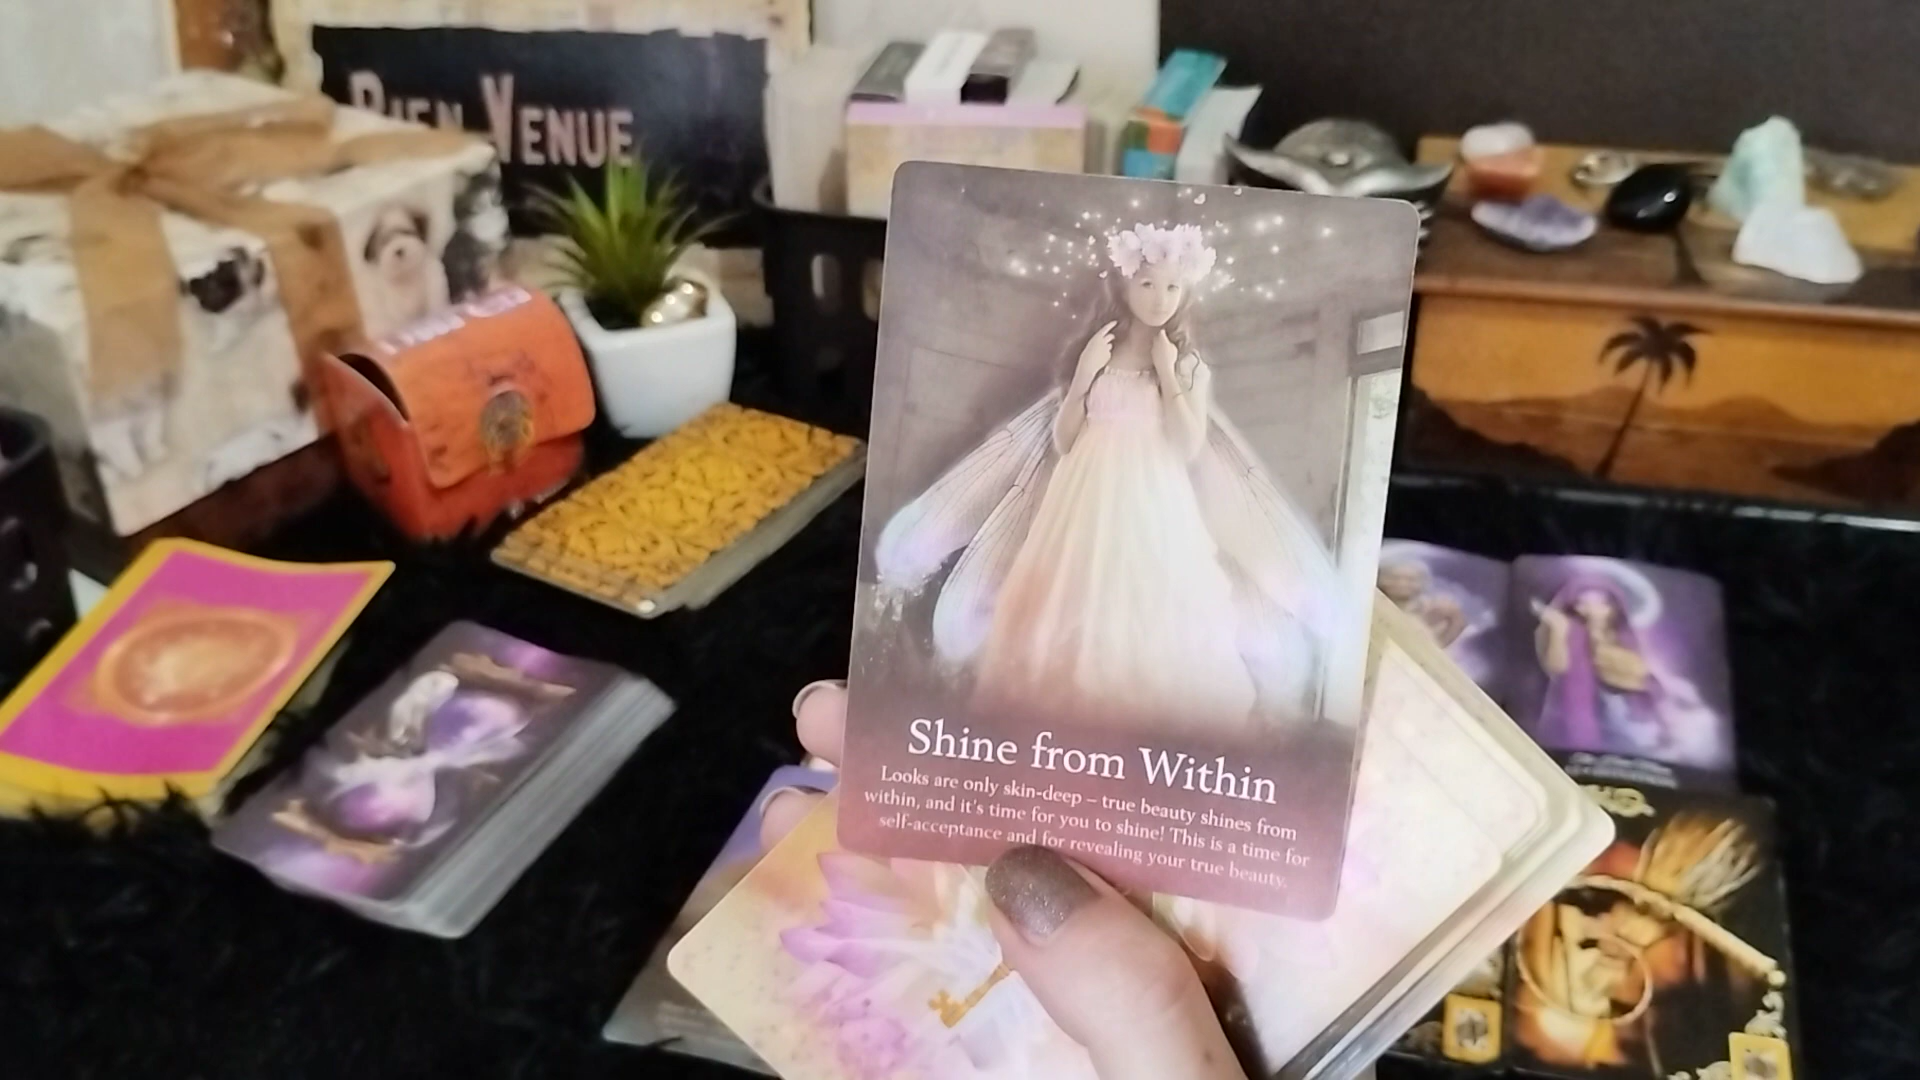 BIEN VENUE
Shine from Within
Looks are only skin-deep – true beauty shines from
within, and it's time for you to shine! This is a time for
self-acceptance and for revealing your true beauty.